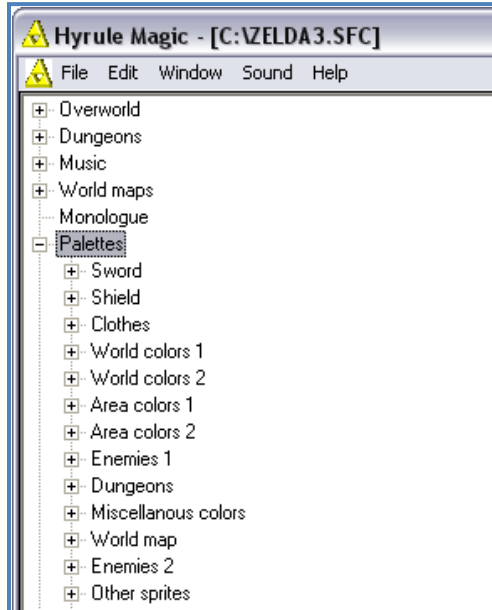 Hyrule Magic - [C:\ZELDA3.SFC]
File Edit Window Sound Help
Overworld
Dungeons
Music
World maps
Monologue
Palettes
Sword
Shield
Clothes
World colors 1
World colors 2
Area colors 1
Area colors 2
Enemies 1
Dungeons
Miscellanous colors
World map
Enemies 2
Other sprites